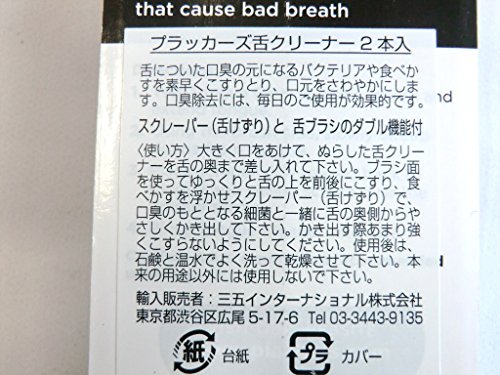 that cause bad breath
プラッカーズ舌クリーナー2本入
舌についた口臭の元になるバクテリアや食べか
すを素早くこすりとり、口元をさわやかにしま
す。口臭除去には、毎日のご使用が効果的です。
nd
スクレーパー(舌けずり)と 舌ブラシのダブル機能付
〈使い方〉大きく口をあけて、ぬらした舌クリー
ナーを舌の奥まで差し入れて下さい。ブラシ面
を使ってゆっくりと舌の上を前後にこすり、食
べかすを浮かせスクレーパー(舌けずり)で、
口臭のもととなる細菌と一緒に舌の奥側からや
さしくかき出して下さい。かき出す際あまり強
くこすらないようにしてください。使用後は、
石鹸と温水でよく洗って乾燥させて下さい。本
来の用途以外には使用しないで下さい。
d
輸入販売者:三五インターナショナル株式会社
東京都渋谷区広尾5-17-6 Tel 03-3443-9135
紙 台紙 プラ カバー